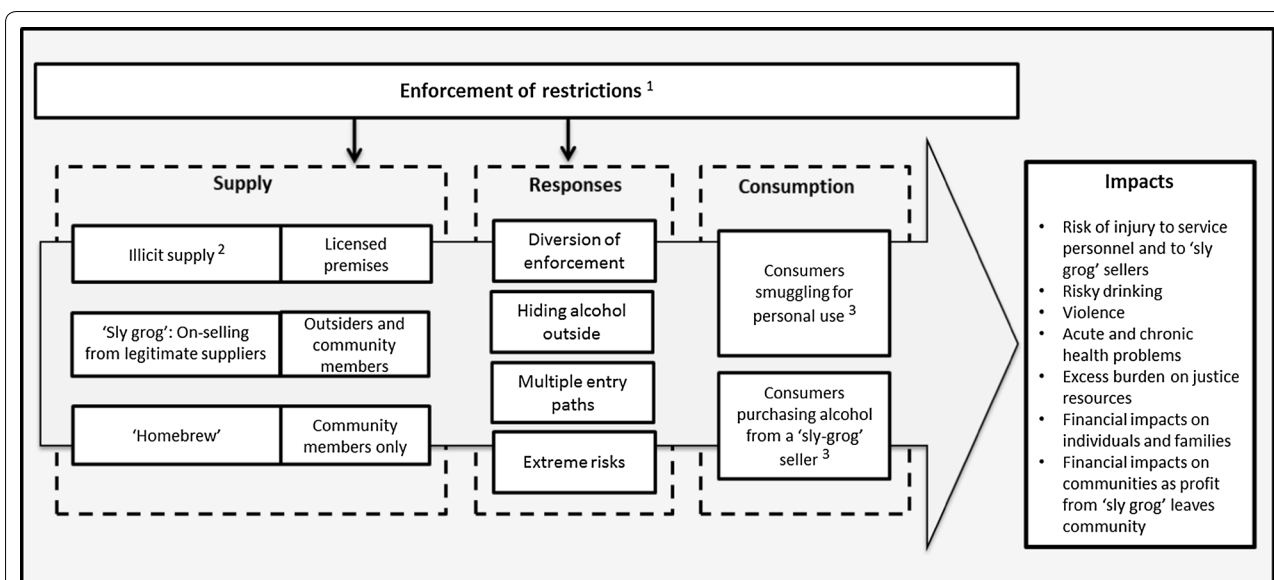 Enforcement of restrictions 1
Supply
Illicit supply 2
Licensed
premises
‘Sly grog’: On-selling
from legitimate suppliers
Outsiders and
community
members
‘Homebrew’
Community
members only
Responses
Diversion of
enforcement
Hiding alcohol
outside
Multiple entry
paths
Extreme risks
Consumption
Consumers
smuggling for
personal use 3
Consumers
purchasing alcohol
from a ‘sly-grog’
seller 3
Impacts
• Risk of injury to service
personnel and to ‘sly
grog’ sellers
• Risky drinking
• Violence
• Acute and chronic
health problems
• Excess burden on justice
resources
• Financial impacts on
individuals and families
• Financial impacts on
communities as profit
from ‘sly grog’ leaves
community